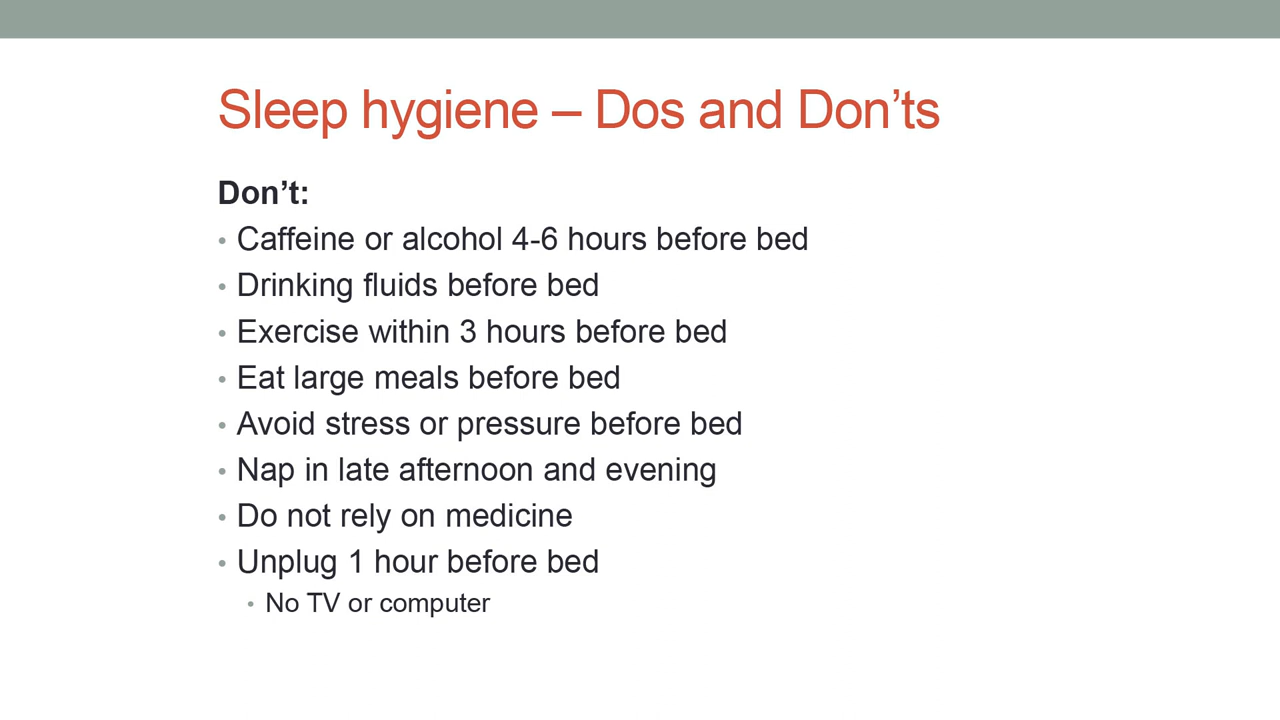 Sleep hygiene – Dos and Don’ts
Don’t:
• Caffeine or alcohol 4-6 hours before bed
• Drinking fluids before bed
• Exercise within 3 hours before bed
• Eat large meals before bed
• Avoid stress or pressure before bed
• Nap in late afternoon and evening
• Do not rely on medicine
• Unplug 1 hour before bed
• No TV or computer